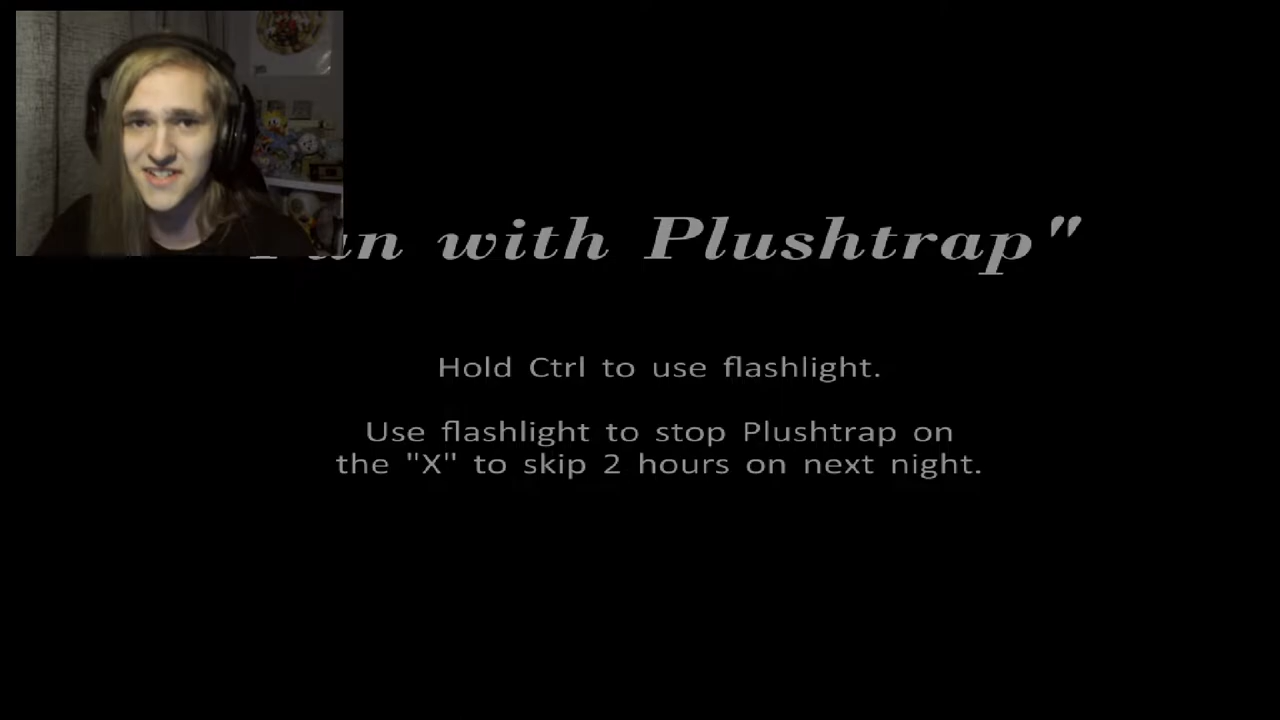 with Plushtrap"
Hold Ctrl to use flashlight.
Use flashlight to stop Plushtrap on
the "X" to skip 2 hours on next night.